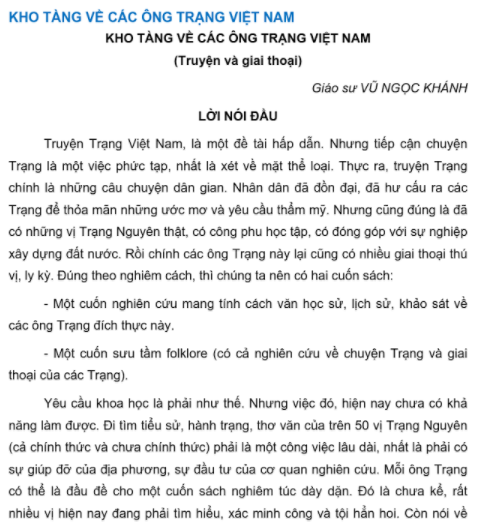 KHO TÀNG VỀ CÁC ÔNG TRẠNG VIỆT NAM
KHO TÀNG VỀ CÁC ÔNG TRẠNG VIỆT NAM
(Truyện và giai thoại)
Giáo sư VŨ NGỌC KHÁNH
LỜI NÓI ĐẦU
Truyện Trạng Việt Nam, là một đề tài hấp dẫn. Nhưng tiếp cận chuyện
Trạng là một việc phức tạp, nhất là xét về mặt thể loại. Thực ra, truyện Trạng
chính là những câu chuyện dân gian. Nhân dân đã đồn đại, đã hư cấu ra các
Trạng để thỏa mãn những ước mơ và yêu cầu thẩm mỹ. Nhưng cũng đúng là đã
có những vị Trạng Nguyên thật, có công phu học tập, có đóng góp với sự nghiệp
xây dựng đất nước. Rồi chính các ông Trạng này lại cũng có nhiều giai thoại thú
vị, ly kỳ. Đúng theo nghiêm cách, thì chúng ta nên có hai cuốn sách:
- Một cuốn nghiên cứu mang tính cách văn học sử, lịch sử, khảo sát về
các ông Trạng đích thực này.
- Một cuốn sưu tầm folklore (có cả nghiên cứu về chuyện Trạng và giai
thoại của các Trạng).
Yêu cầu khoa học là phải như thế. Nhưng việc đó, hiện nay chưa có khả
năng làm được. Đi tìm tiểu sử, hành trạng, thơ văn của trên 50 vị Trạng Nguyên
(cả chính thức và chưa chính thức) phải là một công việc lâu dài, nhất là phải có
sự giúp đỡ của địa phương, sự đầu tư của cơ quan nghiên cứu. Mỗi ông Trạng
có thể là đầu đề cho một cuốn sách nghiêm túc dày dặn. Đó là chưa kể, rất
nhiều vị hiện nay đang phải tìm hiểu, xác minh công và tội hẳn hoi. Còn nói về